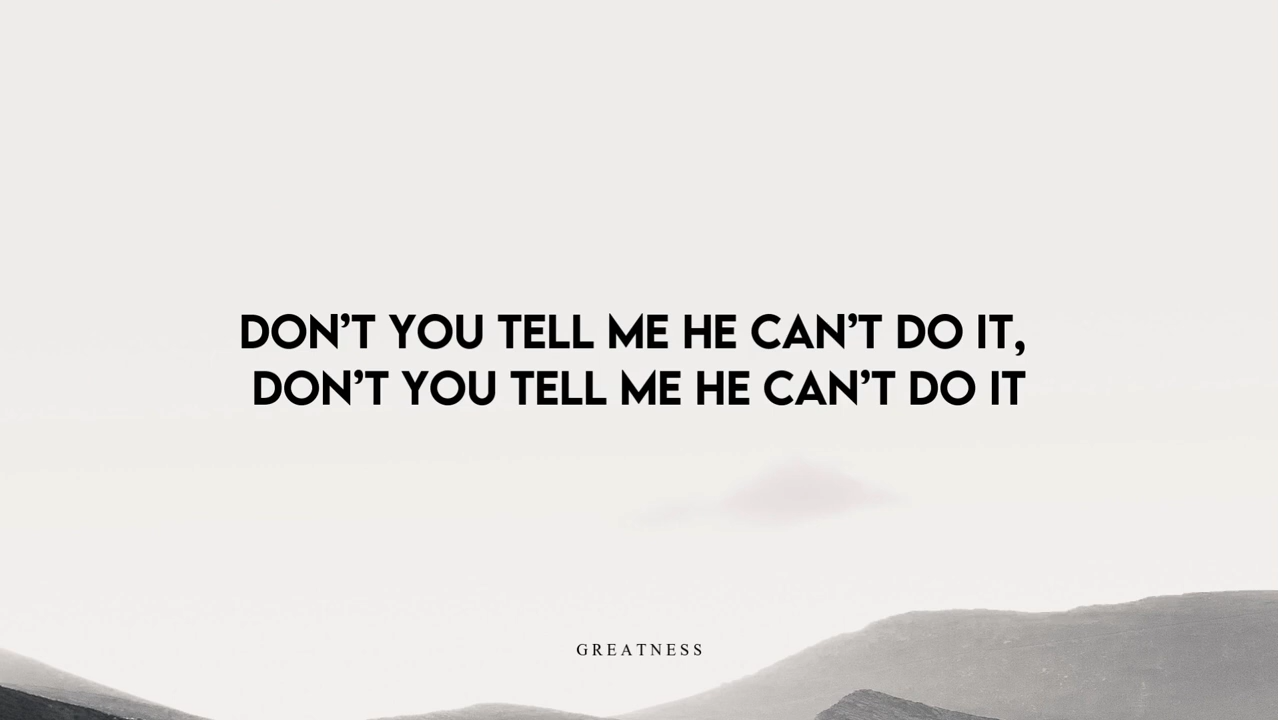 DON’T YOU TELL ME HE CAN’T DO IT,
DON’T YOU TELL ME HE CAN’T DO IT
GREATNESS